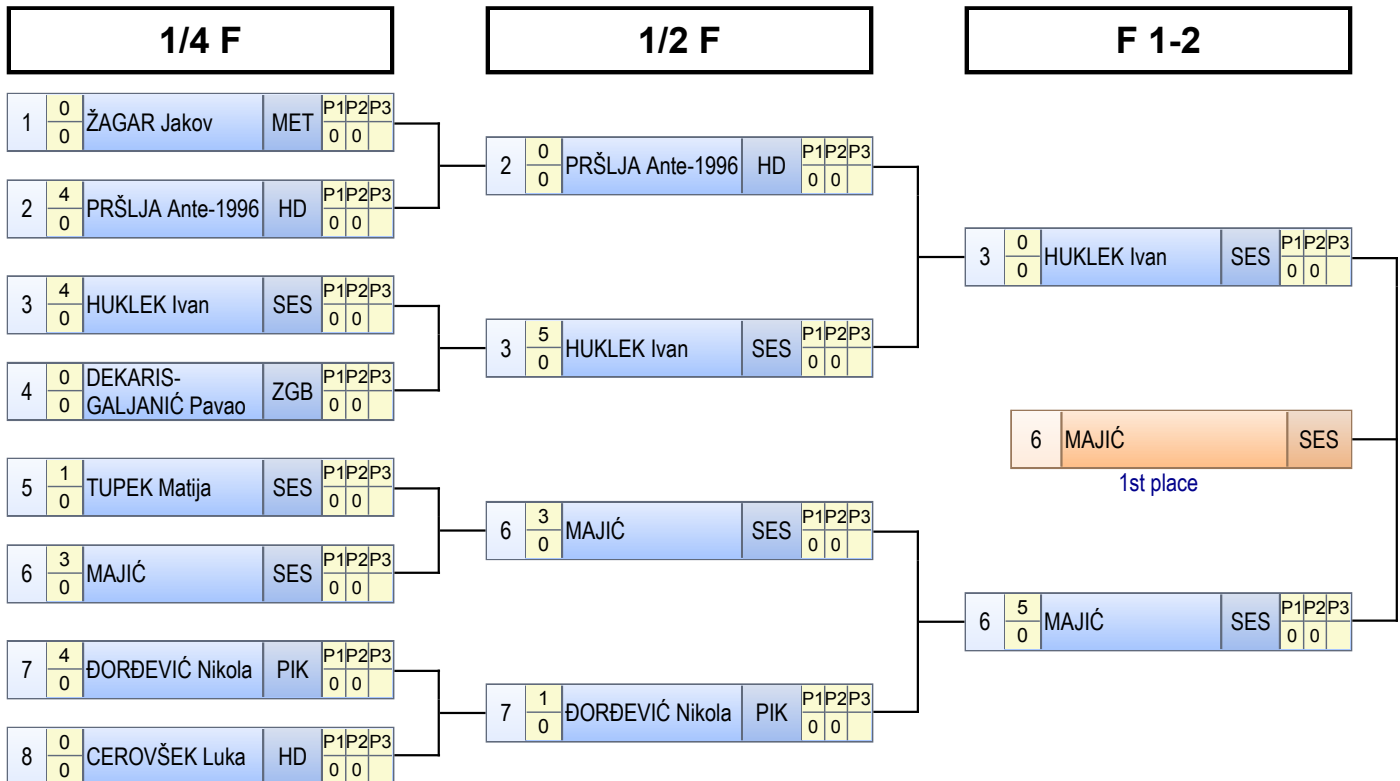 1/4 F
1/2 F
F 1-2
1 0 ŽAGAR Jakov MET P1 P2 P3
0 0 0
2 4 PRŠLJA Ante-1996 HD P1 P2 P3
0 0 0
3 4 HUKLEK Ivan SES P1 P2 P3
0 0 0
4 0 DEKARIS- ZGB P1 P2 P3
0 GALJANIĆ Pavao 0 0
5 1 TUPEK Matija SES P1 P2 P3
0 0 0
6 3 MAJIĆ SES P1 P2 P3
0 0 0
7 4 ĐORĐEVIĆ Nikola PIK P1 P2 P3
0 0 0
8 0 CEROVŠEK Luka HD P1 P2 P3
0 0 0
2 0 PRŠLJA Ante-1996 HD P1 P2 P3
0 0 0
3 5 HUKLEK Ivan SES P1 P2 P3
0 0 0
6 3 MAJIĆ SES P1 P2 P3
0 0 0
7 1 ĐORĐEVIĆ Nikola PIK P1 P2 P3
0 0 0
3 0 HUKLEK Ivan SES P1 P2 P3
0 0 0
6 MAJIĆ SES
1st place
6 5 MAJIĆ SES P1 P2 P3
0 0 0